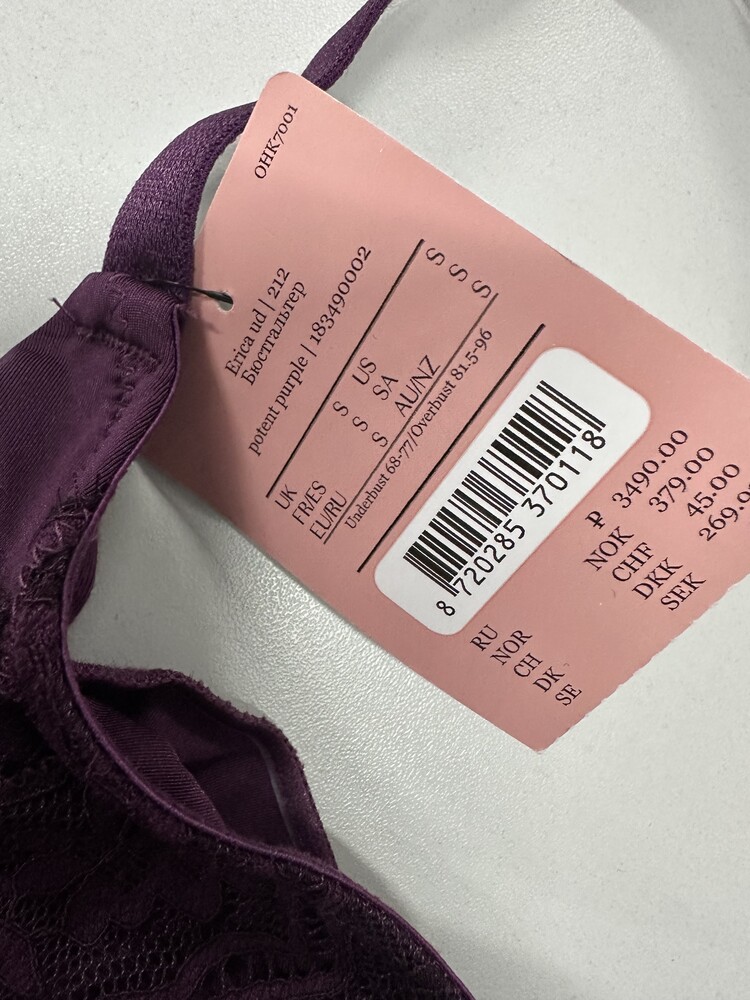 OHK7001
Erica ud | 212
Бюстгальтер
potent purple | 183490002
UK S US S
FR/ES S SA S
EU/RU S AU/NZ S
Underbust 68-77/Overbust 81.5-96
8 720285 370118
RU ₽ 3490.00
NOR NOK 379.00
CH CHF 45.00
DK DKK 269.9
SE SEK